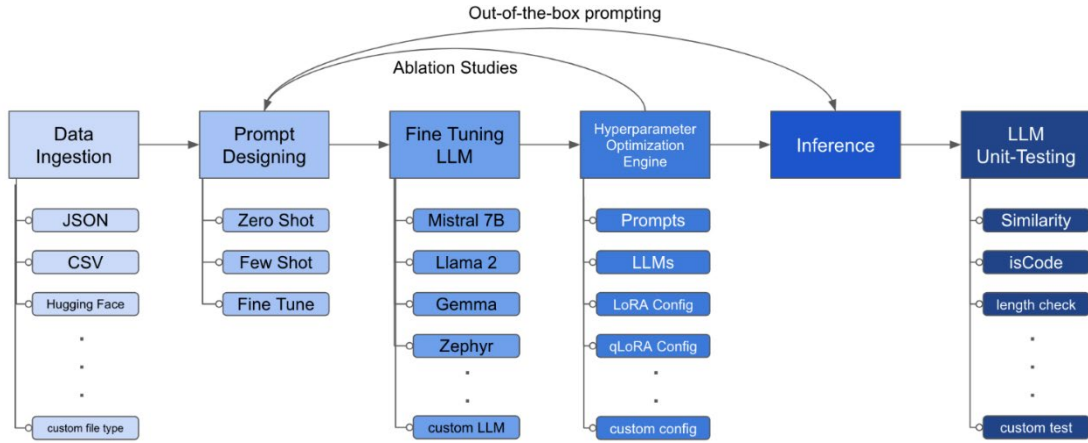 Out-of-the-box prompting
Ablation Studies
Data
Ingestion
Prompt
Designing
Fine Tuning
LLM
Hyperparameter
Optimization
Engine
Inference
LLM
Unit-Testing
JSON
CSV
Hugging Face
custom file type
Zero Shot
Few Shot
Fine Tune
Mistral 7B
Llama 2
Gemma
Zephyr
custom LLM
Prompts
LLMs
LoRA Config
qLoRA Config
custom config
Similarity
isCode
length check
custom test